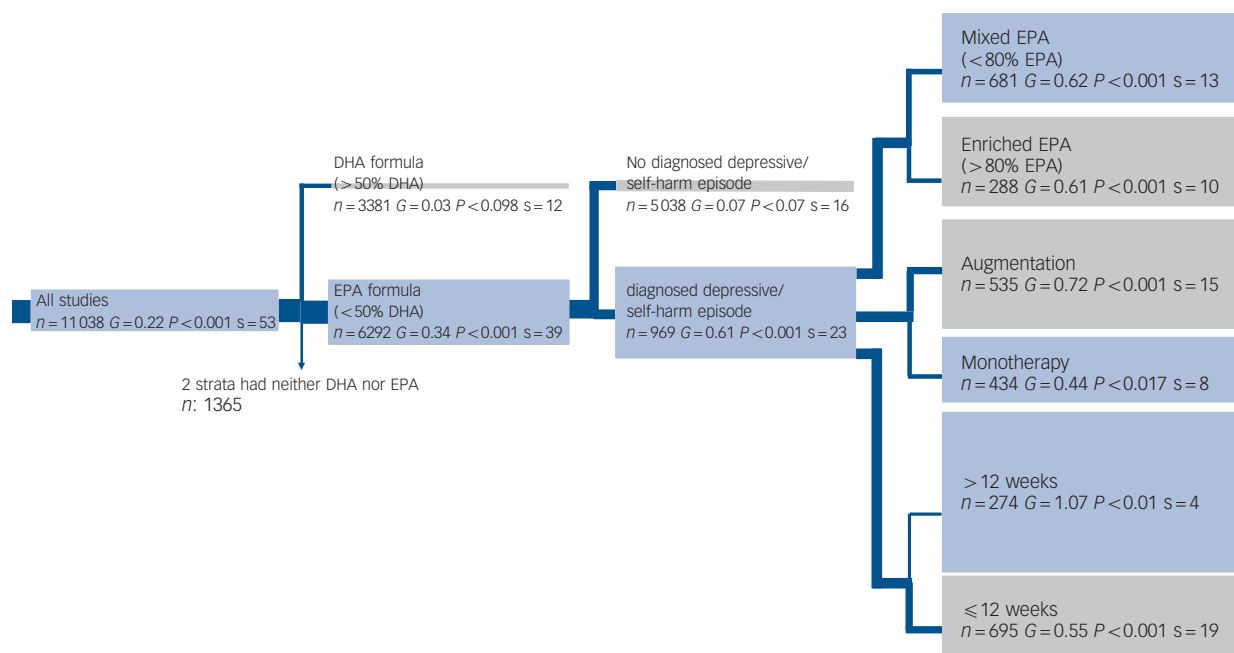 All studies
n=11 038 G=0.22 P<0.001 s=53
DHA formula
(>50% DHA)
n=3381 G=0.03 P<0.098 s=12
EPA formula
(<50% DHA)
n=6292 G=0.34 P<0.001 s=39
2 strata had neither DHA nor EPA
n: 1365
No diagnosed depressive/
self-harm episode
n=5038 G=0.07 P<0.07 s=16
diagnosed depressive/
self-harm episode
n=969 G=0.61 P<0.001 s=23
Mixed EPA
(<80% EPA)
n=681 G=0.62 P<0.001 s=13
Enriched EPA
(>80% EPA)
n=288 G=0.61 P<0.001 s=10
Augmentation
n=535 G=0.72 P<0.001 s=15
Monotherapy
n=434 G=0.44 P<0.017 s=8
>12 weeks
n=274 G=1.07 P<0.01 s=4
⩽12 weeks
n=695 G=0.55 P<0.001 s=19